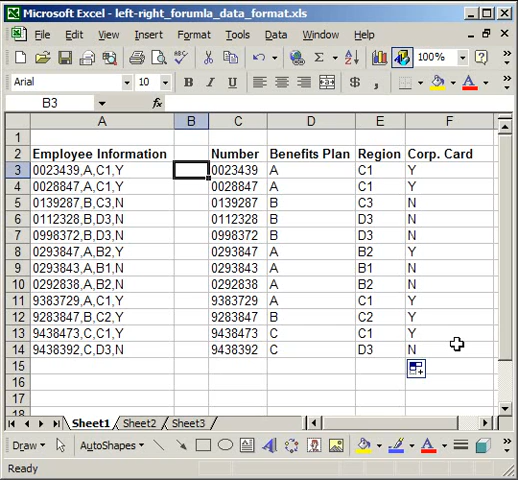 Microsoft Excel - left-right_forumla_data_format.xls
File Edit View Insert Format Tools Data Window Help
100%
Arial 10 B I U $
B3 fx
A B C D E F
1
2 Employee Information Number Benefits Plan Region Corp. Card
3 0023439,A,C1,Y 0023439 A C1 Y
4 0028847,A,C1,Y 0028847 A C1 Y
5 0139287,B,C3,N 0139287 B C3 N
6 0112328,B,D3,N 0112328 B D3 N
7 0998372,B,D3,N 0998372 B D3 N
8 0293847,A,B2,Y 0293847 A B2 Y
9 0293843,A,B1,N 0293843 A B1 N
10 0292838,A,B2,N 0292838 A B2 N
11 9383729,A,C1,Y 9383729 A C1 Y
12 9283847,B,C2,Y 9283847 B C2 Y
13 9438473,C,C1,Y 9438473 C C1 Y
14 9438392,C,D3,N 9438392 C D3 N
15
16
17
18
Sheet1 Sheet2 Sheet3
Draw AutoShapes A A
Ready